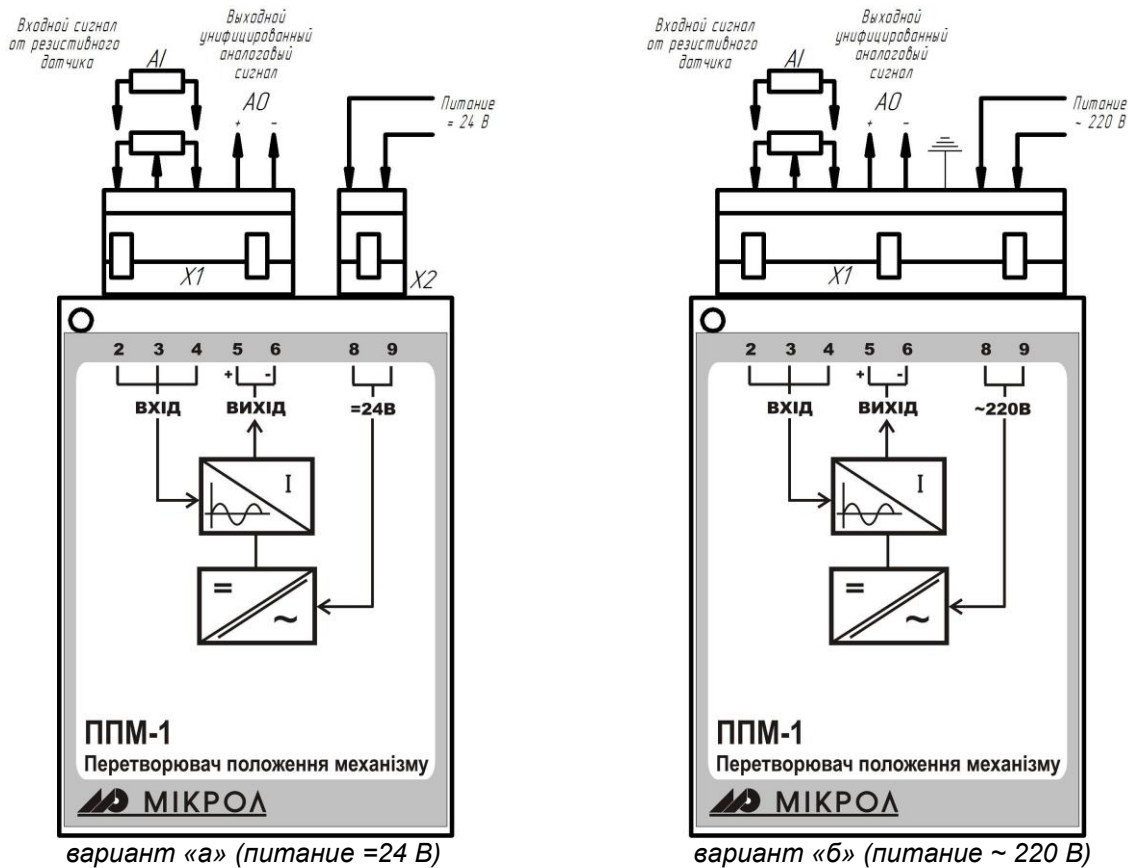 Входной сигнал
от резистивного
датчика
AI
Выходной
унифицированный
аналоговый
сигнал
AO
+ -
Питание
= 24 В
X1
X2
2 3 4 5 6 8 9
+ -
ВХІД ВИХІД =24В
I
=
~
ППМ-1
Перетворювач положення механізму
МІКРОЛ
вариант «а» (питание =24 В)
Входной сигнал
от резистивного
датчика
AI
Выходной
унифицированный
аналоговый
сигнал
AO
+ -
Питание
~ 220 В
X1
2 3 4 5 6 8 9
+ -
ВХІД ВИХІД ~220В
I
=
~
ППМ-1
Перетворювач положення механізму
МІКРОЛ
вариант «б» (питание ~ 220 В)